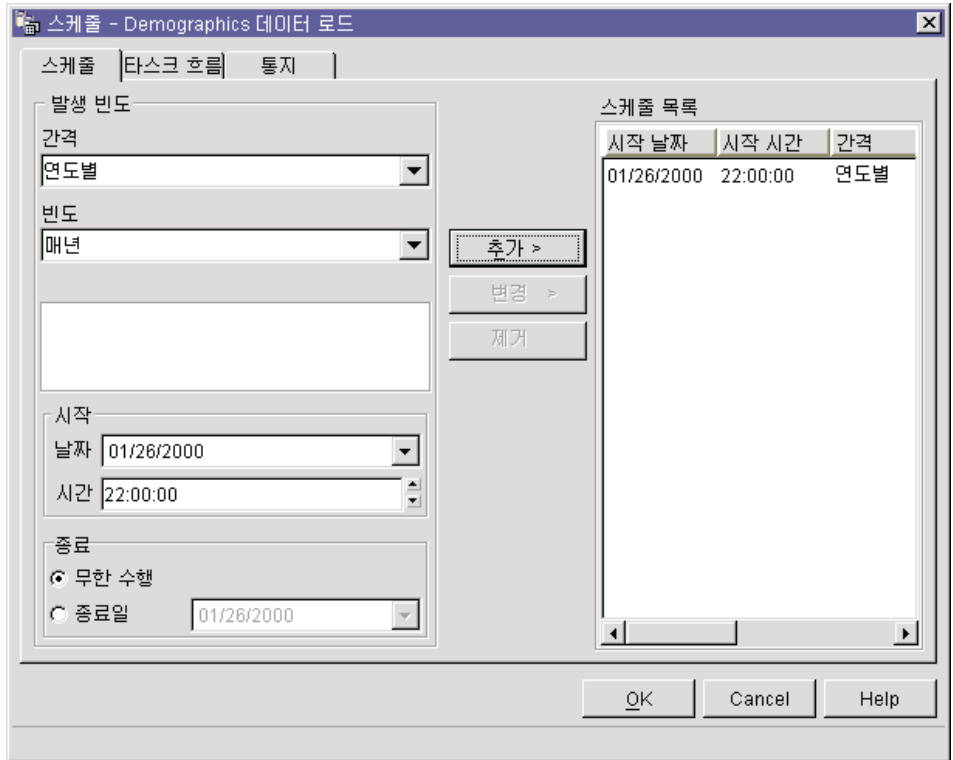 스케줄 - Demographics 데이터 로드
스케줄 타스크 흐름 통지
발생 빈도
간격
연도별
빈도
매년
시작
날짜 01/26/2000
시간 22:00:00
종료
무한 수행
종료일 01/26/2000
추가 >
변경 >
제거
스케줄 목록
시작 날짜 시작 시간 간격
01/26/2000 22:00:00 연도별
OK Cancel Help